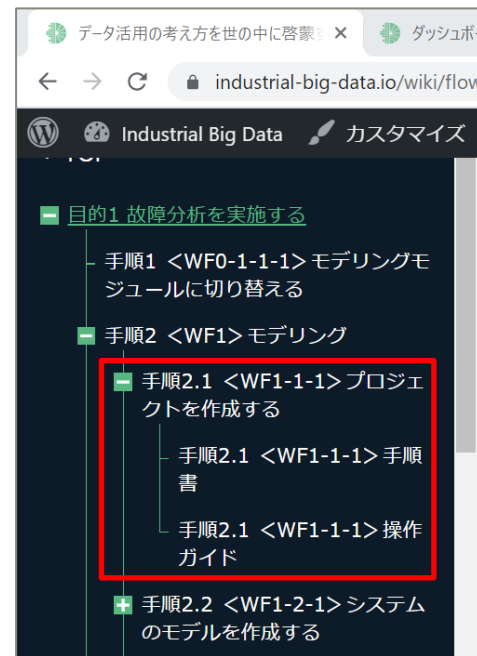 データ活用の考え方を世の中に啓蒙
ダッシュボ
industrial-big-data.io/wiki/flow
Industrial Big Data
カスタマイズ
目的1 故障分析を実施する
手順1 <WF0-1-1-1>モデリングモ
ジュールに切り替える
手順2 <WF1>モデリング
手順2.1 <WF1-1-1>プロジェ
クトを作成する
手順2.1 <WF1-1-1>手順
書
手順2.1 <WF1-1-1>操作
ガイド
手順2.2 <WF1-2-1>システム
のモデルを作成する